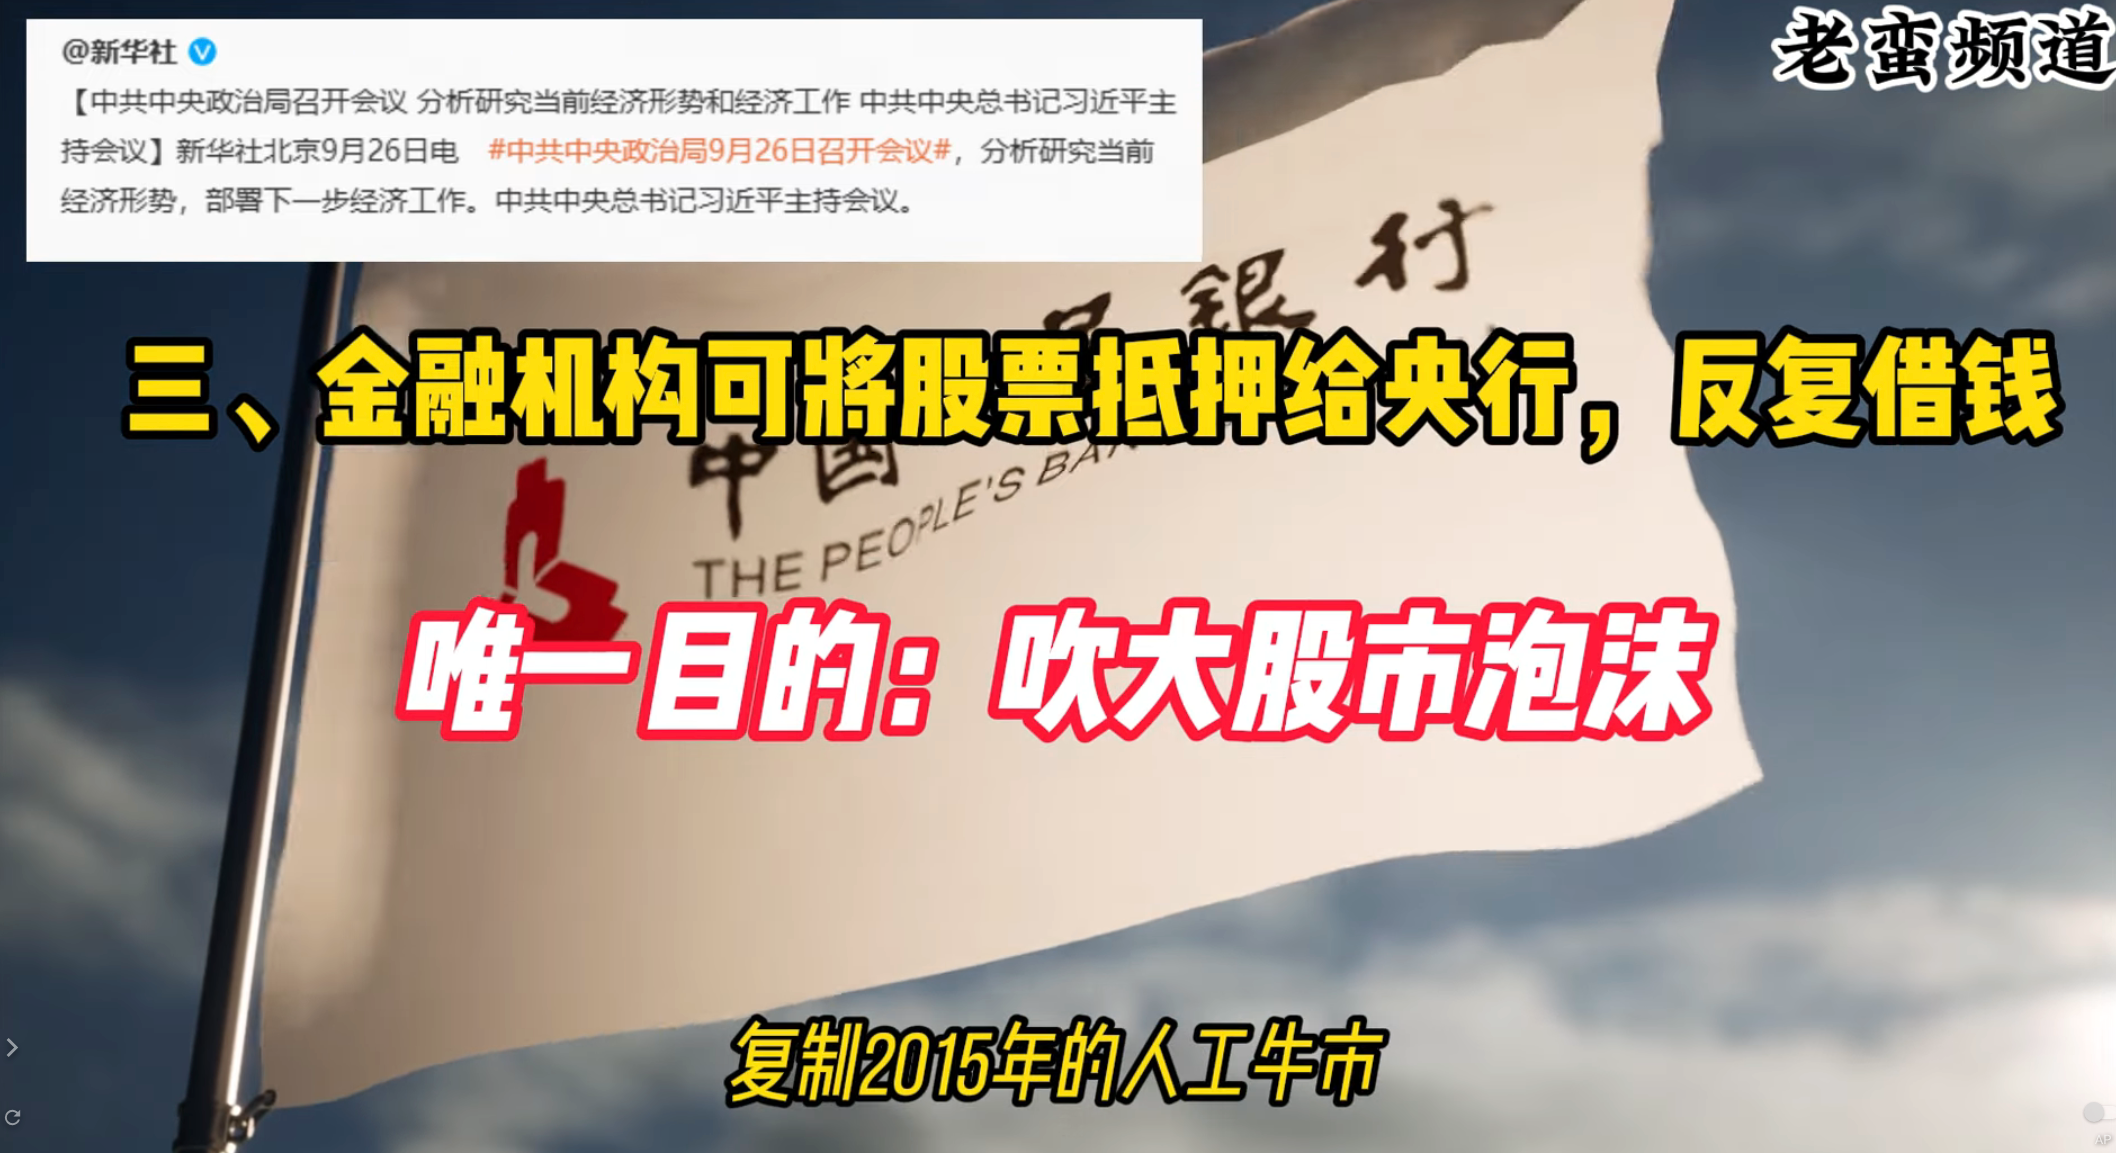 @新华社
老蛮频道
【中共中央政治局召开会议 分析研究当前经济形势和经济工作 中共中央总书记习近平主
持会议】新华社北京9月26日电 #中共中央政治局9月26日召开会议#，分析研究当前
经济形势，部署下一步经济工作。中共中央总书记习近平主持会议。
银行
三、金融机构可將股票抵押给央行，反复借钱
中国
THE PEOPLE'S BAN
唯一目的：吹大股市泡沫
复制2015年的人工牛市
AP